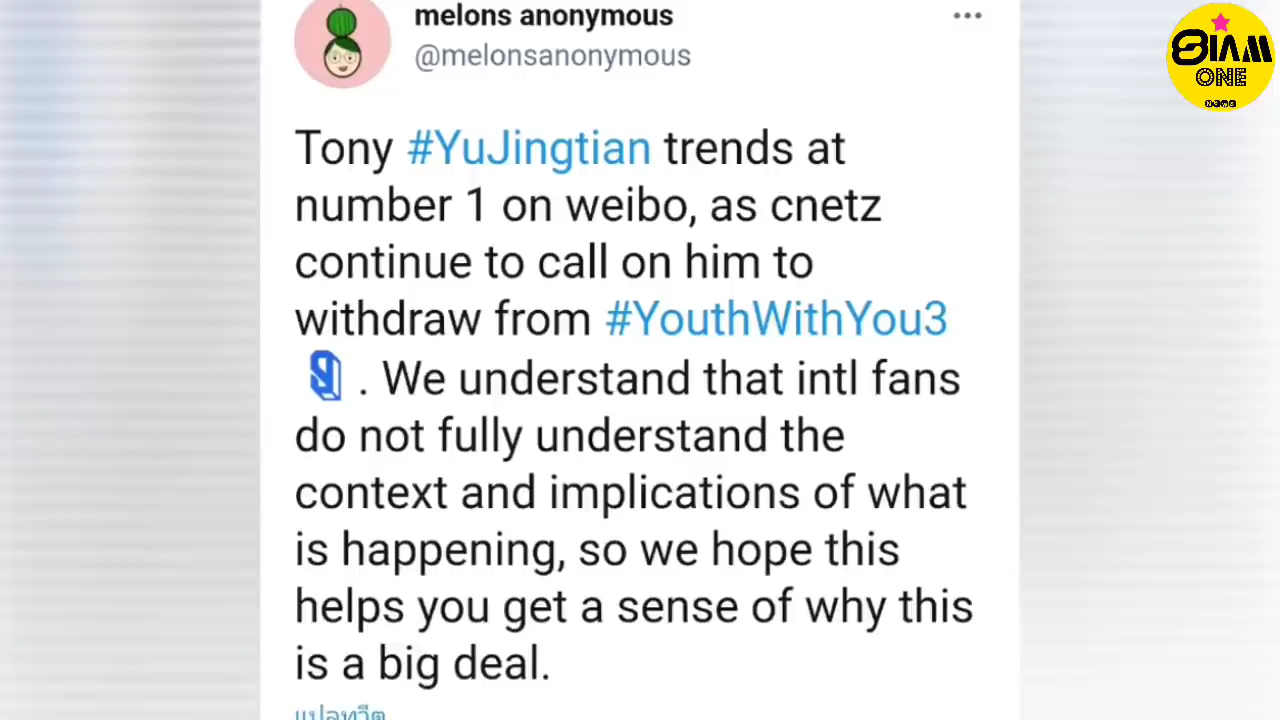 melons anonymous
@melonsanonymous
Tony #YuJingtian trends at
number 1 on weibo, as cnetz
continue to call on him to
withdraw from #YouthWithYou3
. We understand that intl fans
do not fully understand the
context and implications of what
is happening, so we hope this
helps you get a sense of why this
is a big deal.
แปลทวีต
SIAM
ONE